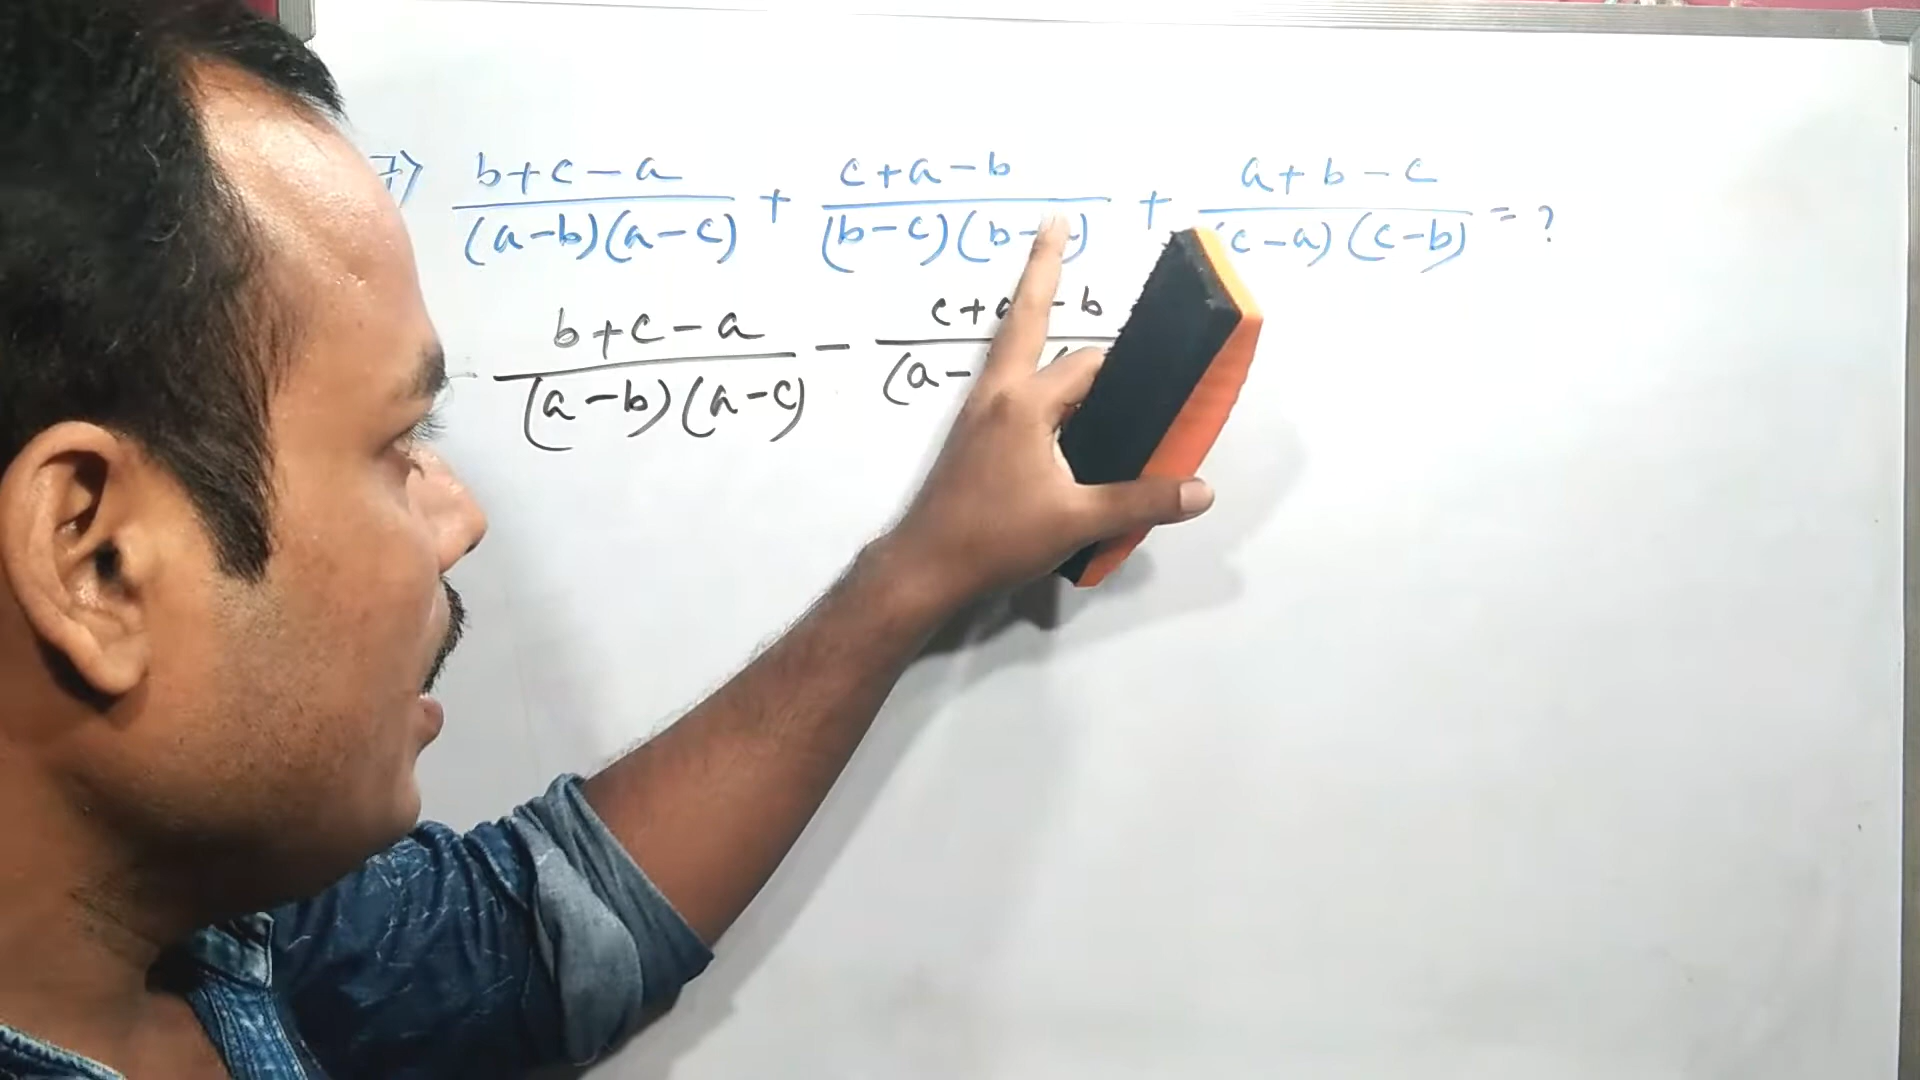 7) b+c-a / (a-b)(a-c) + c+a-b / (b-c)(b- ) + a+b-c / (c-a)(c-b) = ?
b+c-a / (a-b)(a-c) - c+a-b / (a-